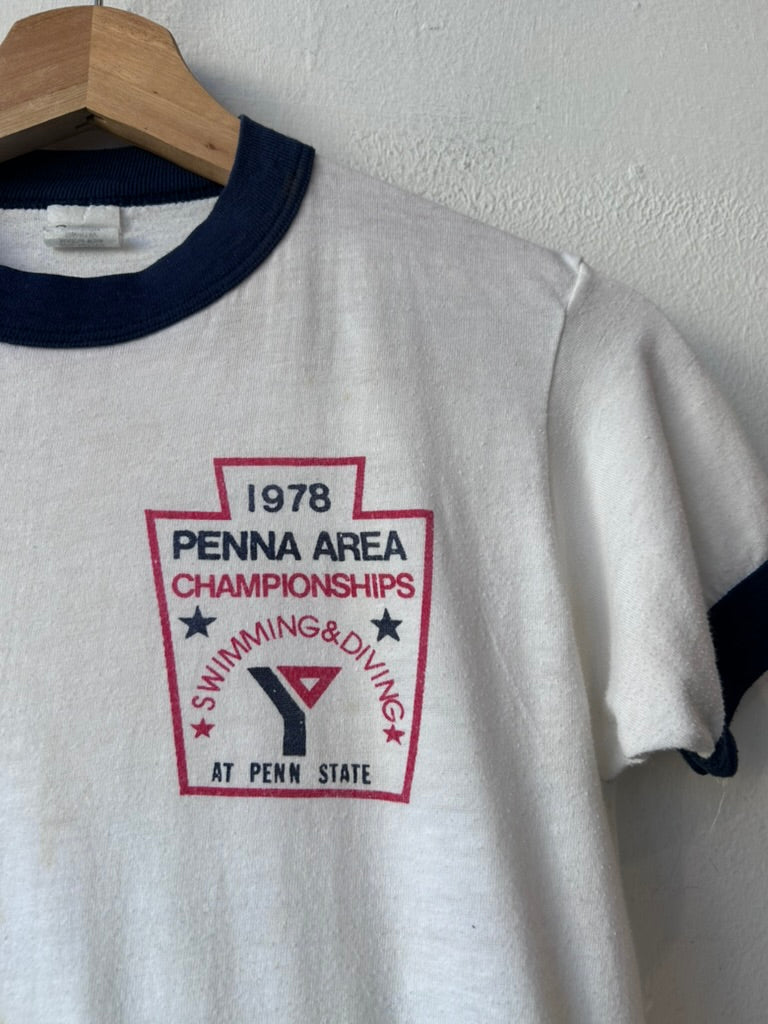 1978
PENNA AREA
CHAMPIONSHIPS
SWIMMING & DIVING
Y
AT PENN STATE